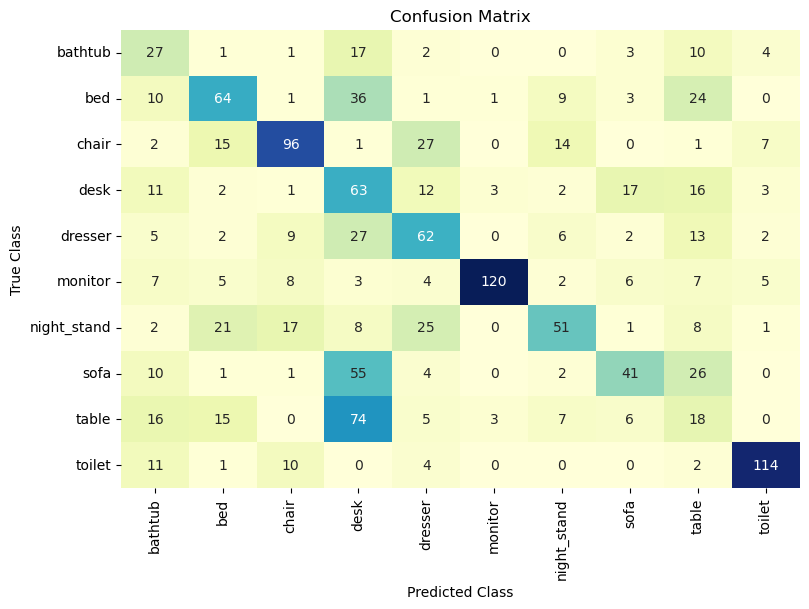 Confusion Matrix
True Class
bathtub 27 1 1 17 2 0 0 3 10 4
bed 10 64 1 36 1 1 9 3 24 0
chair 2 15 96 1 27 0 14 0 1 7
desk 11 2 1 63 12 3 2 17 16 3
dresser 5 2 9 27 62 0 6 2 13 2
monitor 7 5 8 3 4 120 2 6 7 5
night_stand 2 21 17 8 25 0 51 1 8 1
sofa 10 1 1 55 4 0 2 41 26 0
table 16 15 0 74 5 3 7 6 18 0
toilet 11 1 10 0 4 0 0 0 2 114
bathtub bed chair desk dresser monitor night_stand sofa table toilet
Predicted Class